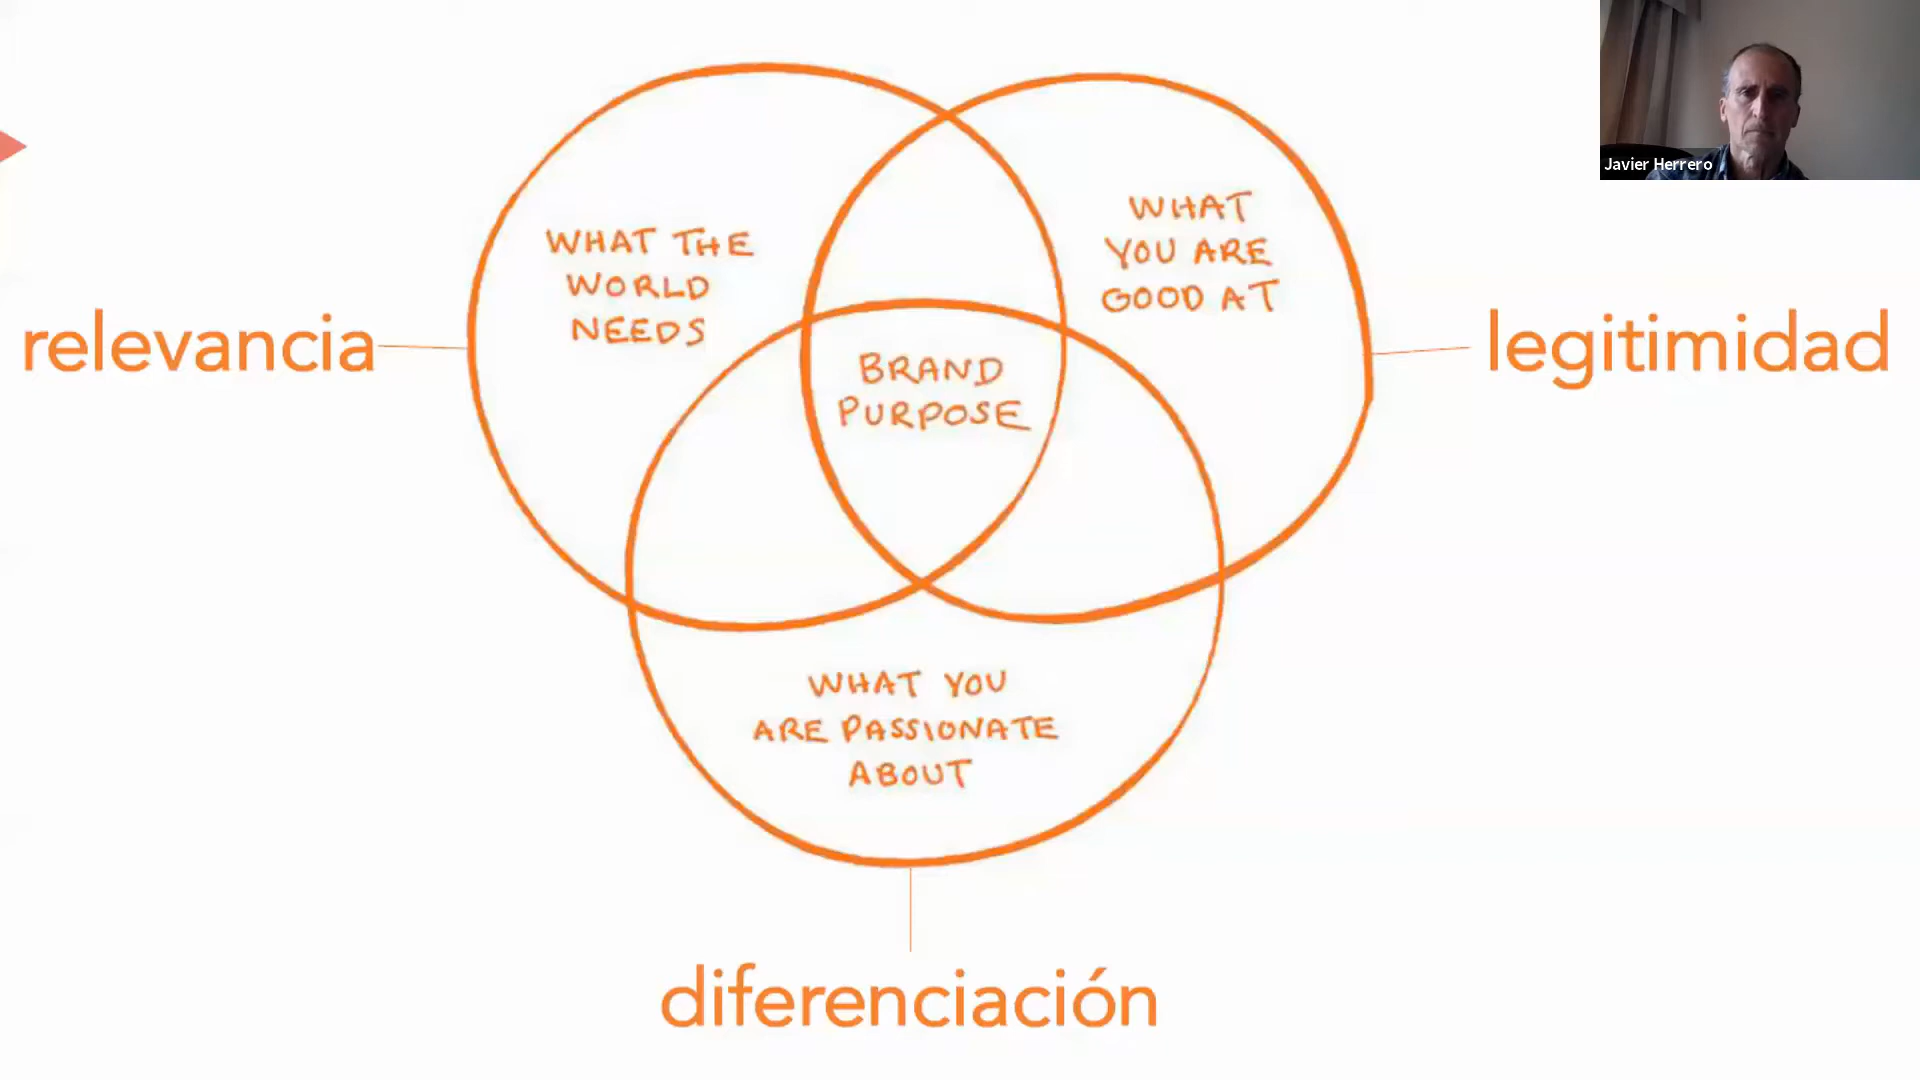 Javier Herrero
WHAT THE
WORLD
NEEDS
WHAT
YOU ARE
GOOD AT
relevancia
legitimidad
BRAND
PURPOSE
WHAT YOU
ARE PASSIONATE
ABOUT
diferenciación